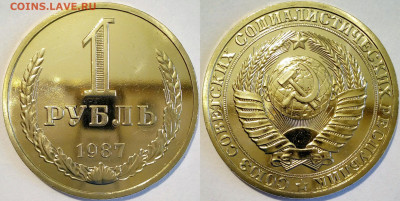 COINS.LAVE.RU
1
РУБЛЬ
1987
СОЮЗ СОВЕТСКИХ СОЦИАЛИСТИЧЕСКИХ РЕСПУБЛИК